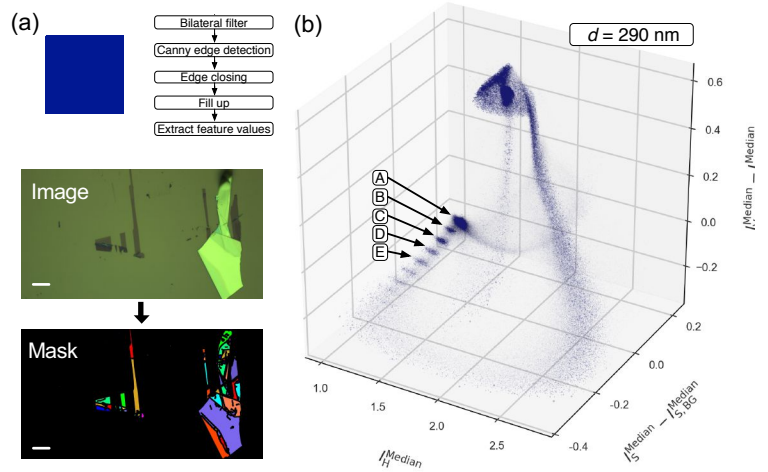 (a)
Bilateral filter
Canny edge detection
Edge closing
Fill up
Extract feature values
Image
Mask
(b)
d = 290 nm
A
B
C
D
E
0.6
0.4
0.2
0.0
−0.2
1.0
1.5
2.0
2.5
−0.4
−0.2
0.0
0.2
I_H^Median
I_S^Median − I_S, BG^Median